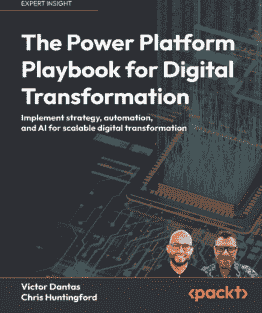 EXPERT INSIGHT
The Power Platform
Playbook for Digital
Transformation
Implement strategy, automation,
and AI for scalable digital transformation
Victor Dantas
Chris Huntingford
<packt>